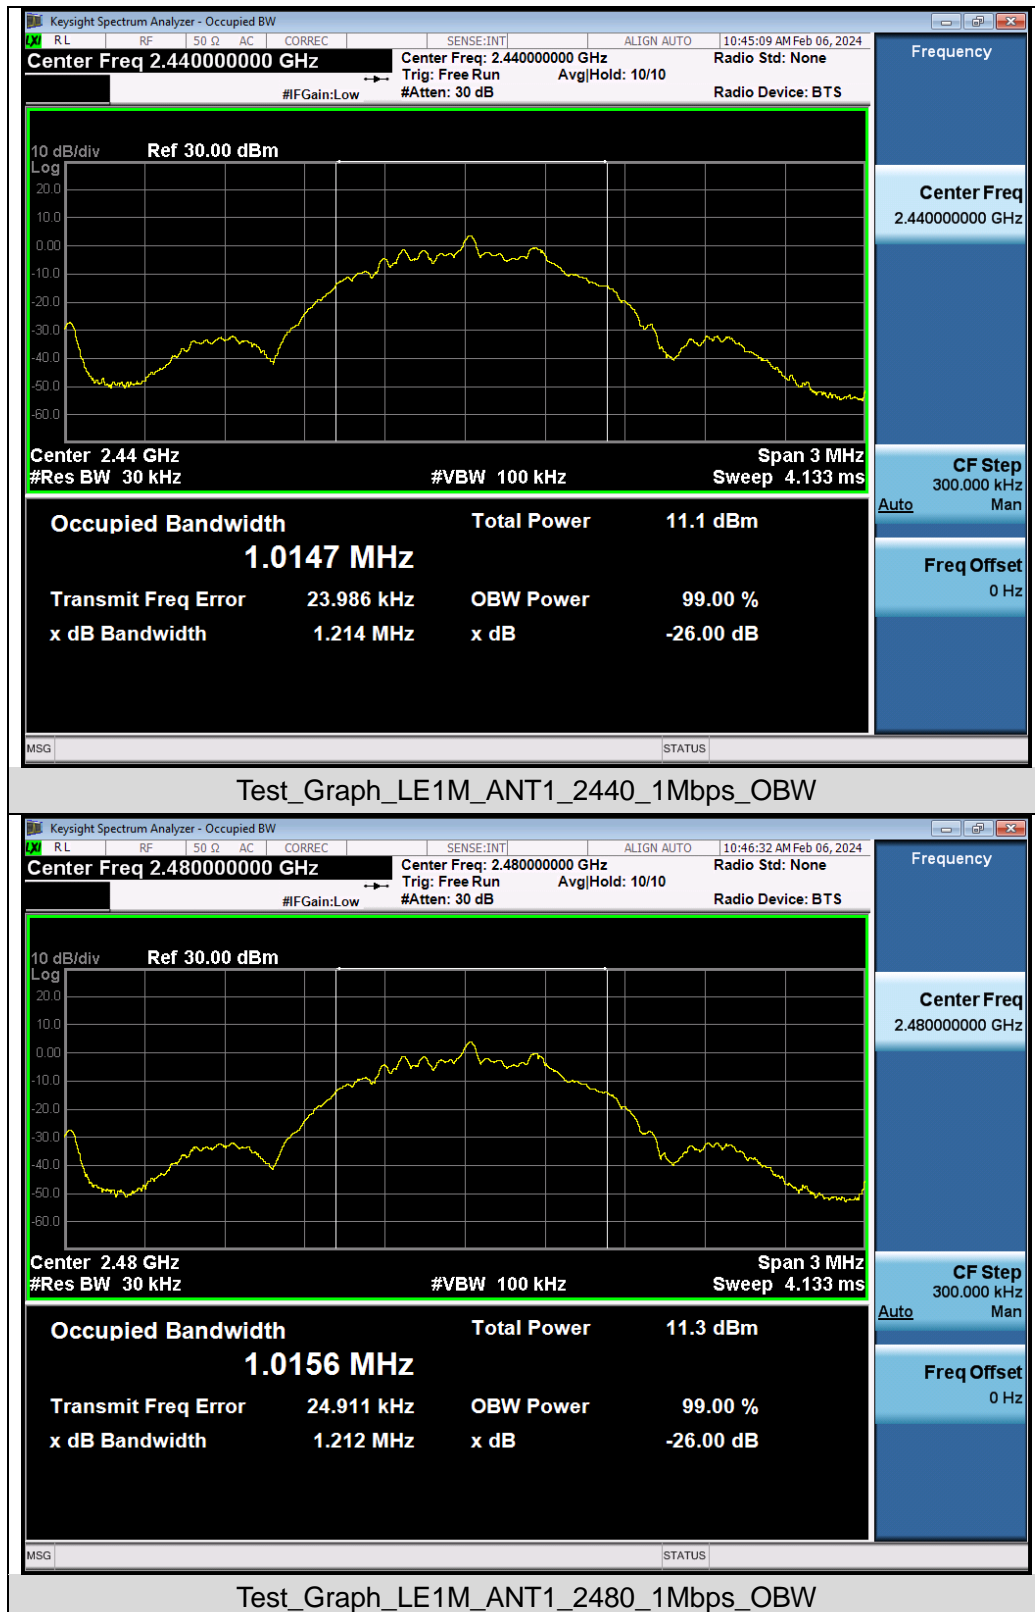 Keysight Spectrum Analyzer - Occupied BW
LXI RL RF 50 Ω AC CORREC SENSE:INT ALIGN AUTO 10:45:09 AM Feb 06, 2024
Center Freq 2.440000000 GHz
Center Freq: 2.440000000 GHz
Radio Std: None
Trig: Free Run Avg|Hold: 10/10
#IFGain:Low
#Atten: 30 dB
Radio Device: BTS
Frequency
10 dB/div Ref 30.00 dBm
Log
20.0
10.0
0.00
-10.0
-20.0
-30.0
-40.0
-50.0
-60.0
Center Freq
2.440000000 GHz
Center 2.44 GHz Span 3 MHz
#Res BW 30 kHz #VBW 100 kHz Sweep 4.133 ms
CF Step
300.000 kHz
Auto Man
Occupied Bandwidth Total Power 11.1 dBm
1.0147 MHz
Transmit Freq Error 23.986 kHz OBW Power 99.00 %
x dB Bandwidth 1.214 MHz x dB -26.00 dB
Freq Offset
0 Hz
MSG STATUS
Test_Graph_LE1M_ANT1_2440_1Mbps_OBW
Keysight Spectrum Analyzer - Occupied BW
LXI RL RF 50 Ω AC CORREC SENSE:INT ALIGN AUTO 10:46:32 AM Feb 06, 2024
Center Freq 2.480000000 GHz
Center Freq: 2.480000000 GHz
Radio Std: None
Trig: Free Run Avg|Hold: 10/10
#IFGain:Low
#Atten: 30 dB
Radio Device: BTS
Frequency
10 dB/div Ref 30.00 dBm
Log
20.0
10.0
0.00
-10.0
-20.0
-30.0
-40.0
-50.0
-60.0
Center Freq
2.480000000 GHz
Center 2.48 GHz Span 3 MHz
#Res BW 30 kHz #VBW 100 kHz Sweep 4.133 ms
CF Step
300.000 kHz
Auto Man
Occupied Bandwidth Total Power 11.3 dBm
1.0156 MHz
Transmit Freq Error 24.911 kHz OBW Power 99.00 %
x dB Bandwidth 1.212 MHz x dB -26.00 dB
Freq Offset
0 Hz
MSG STATUS
Test_Graph_LE1M_ANT1_2480_1Mbps_OBW